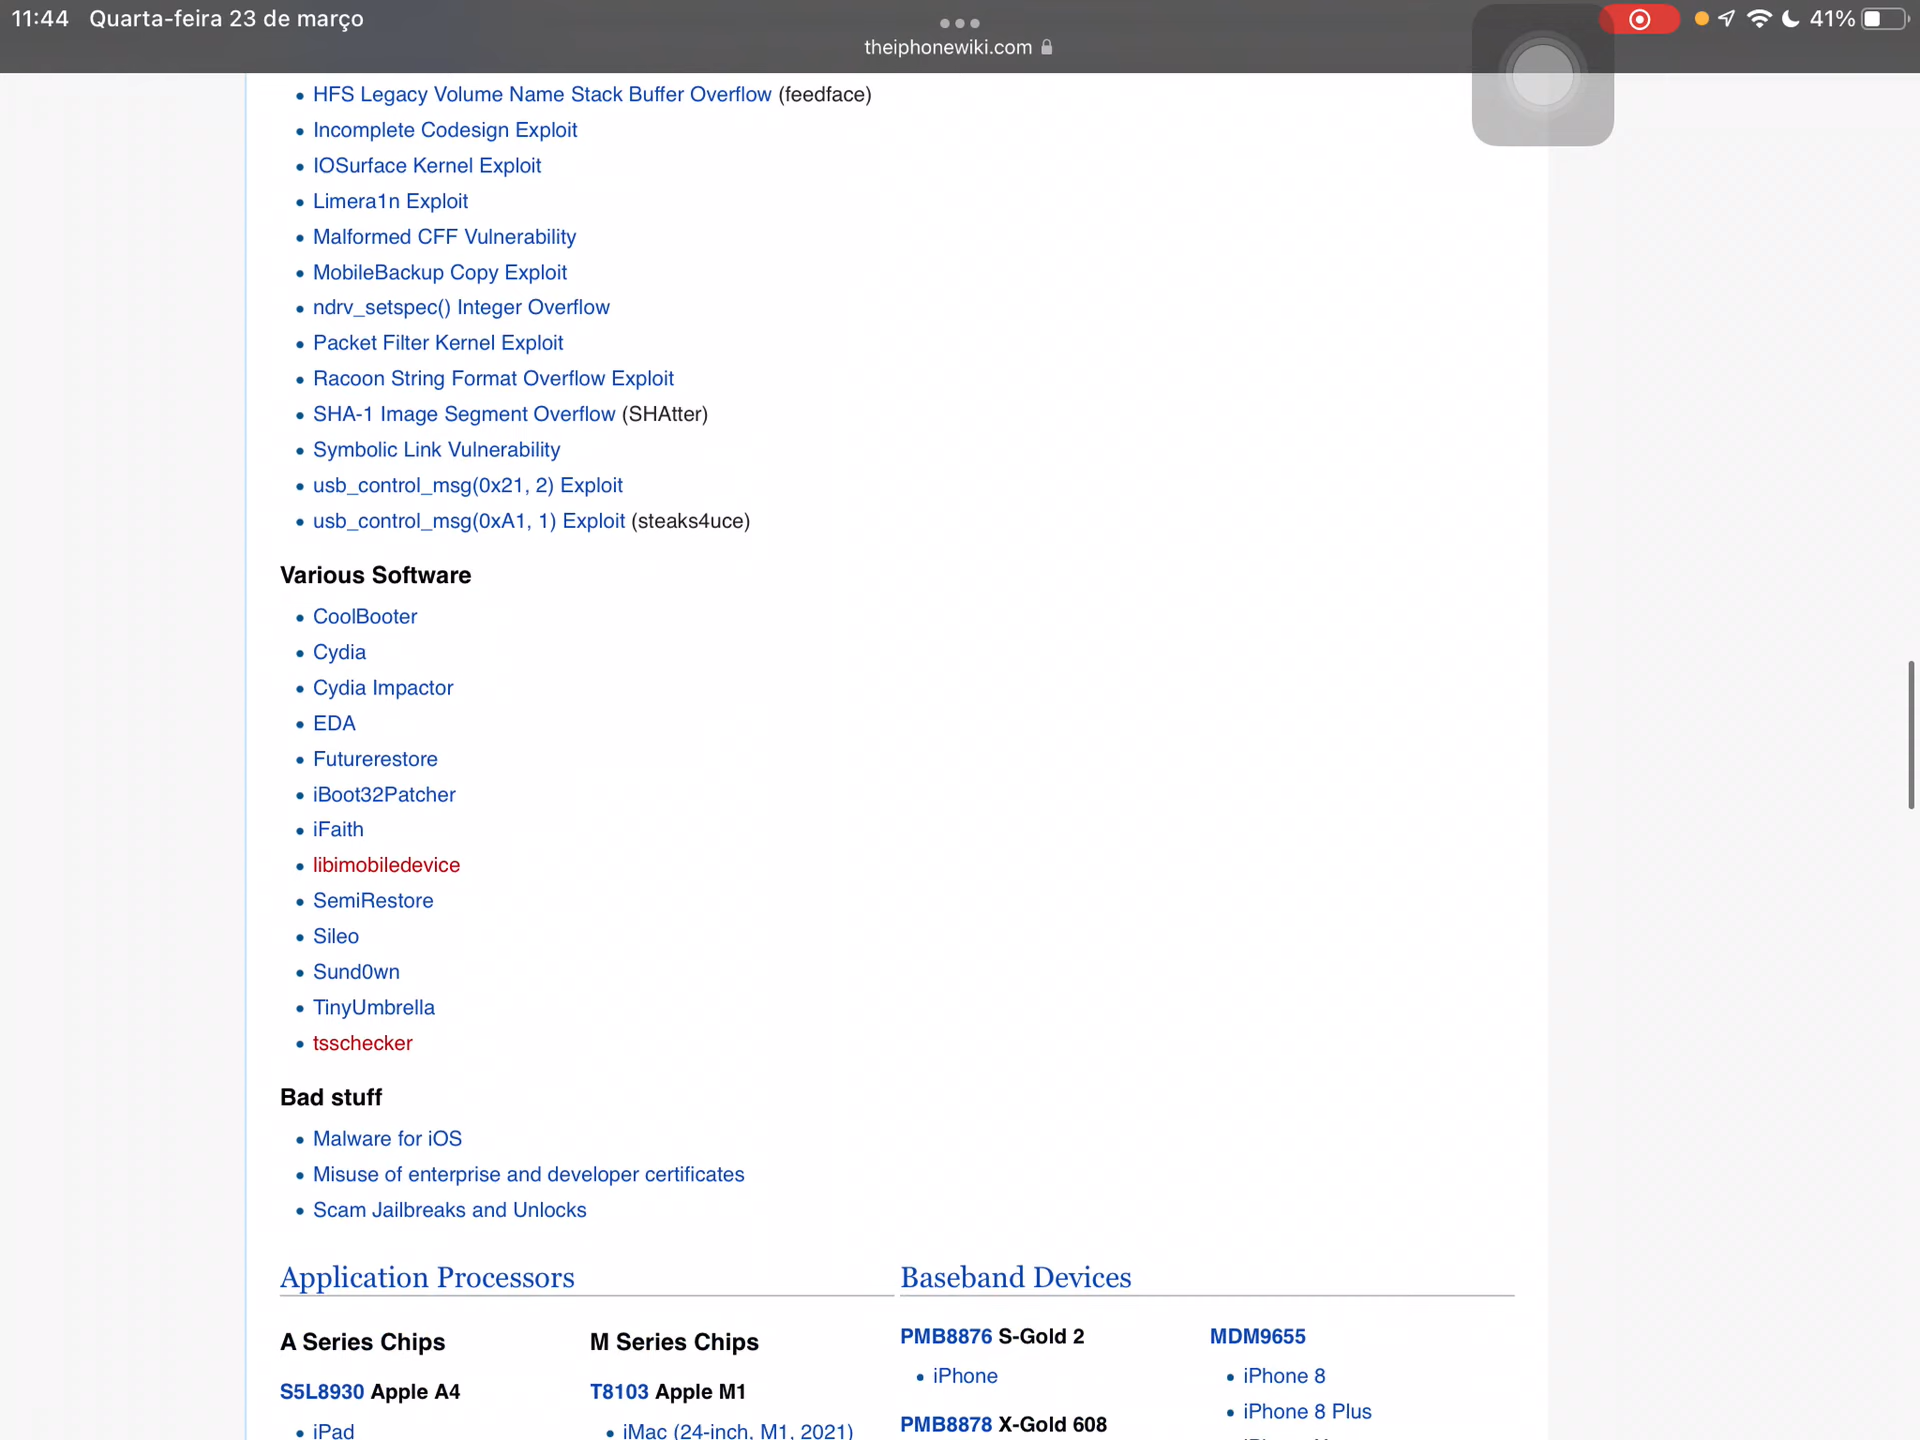 11:44 Quarta-feira 23 de março
theiphonewiki.com
41%
HFS Legacy Volume Name Stack Buffer Overflow (feedface)
Incomplete Codesign Exploit
IOSurface Kernel Exploit
Limera1n Exploit
Malformed CFF Vulnerability
MobileBackup Copy Exploit
ndrv_setspec() Integer Overflow
Packet Filter Kernel Exploit
Racoon String Format Overflow Exploit
SHA-1 Image Segment Overflow (SHAtter)
Symbolic Link Vulnerability
usb_control_msg(0x21, 2) Exploit
usb_control_msg(0xA1, 1) Exploit (steaks4uce)
Various Software
CoolBooter
Cydia
Cydia Impactor
EDA
Futurerestore
iBoot32Patcher
iFaith
libimobiledevice
SemiRestore
Sileo
Sund0wn
TinyUmbrella
tsschecker
Bad stuff
Malware for iOS
Misuse of enterprise and developer certificates
Scam Jailbreaks and Unlocks
Application Processors
A Series Chips
S5L8930 Apple A4
iPad
M Series Chips
T8103 Apple M1
iMac (24-inch, M1, 2021)
Baseband Devices
PMB8876 S-Gold 2
iPhone
PMB8878 X-Gold 608
MDM9655
iPhone 8
iPhone 8 Plus